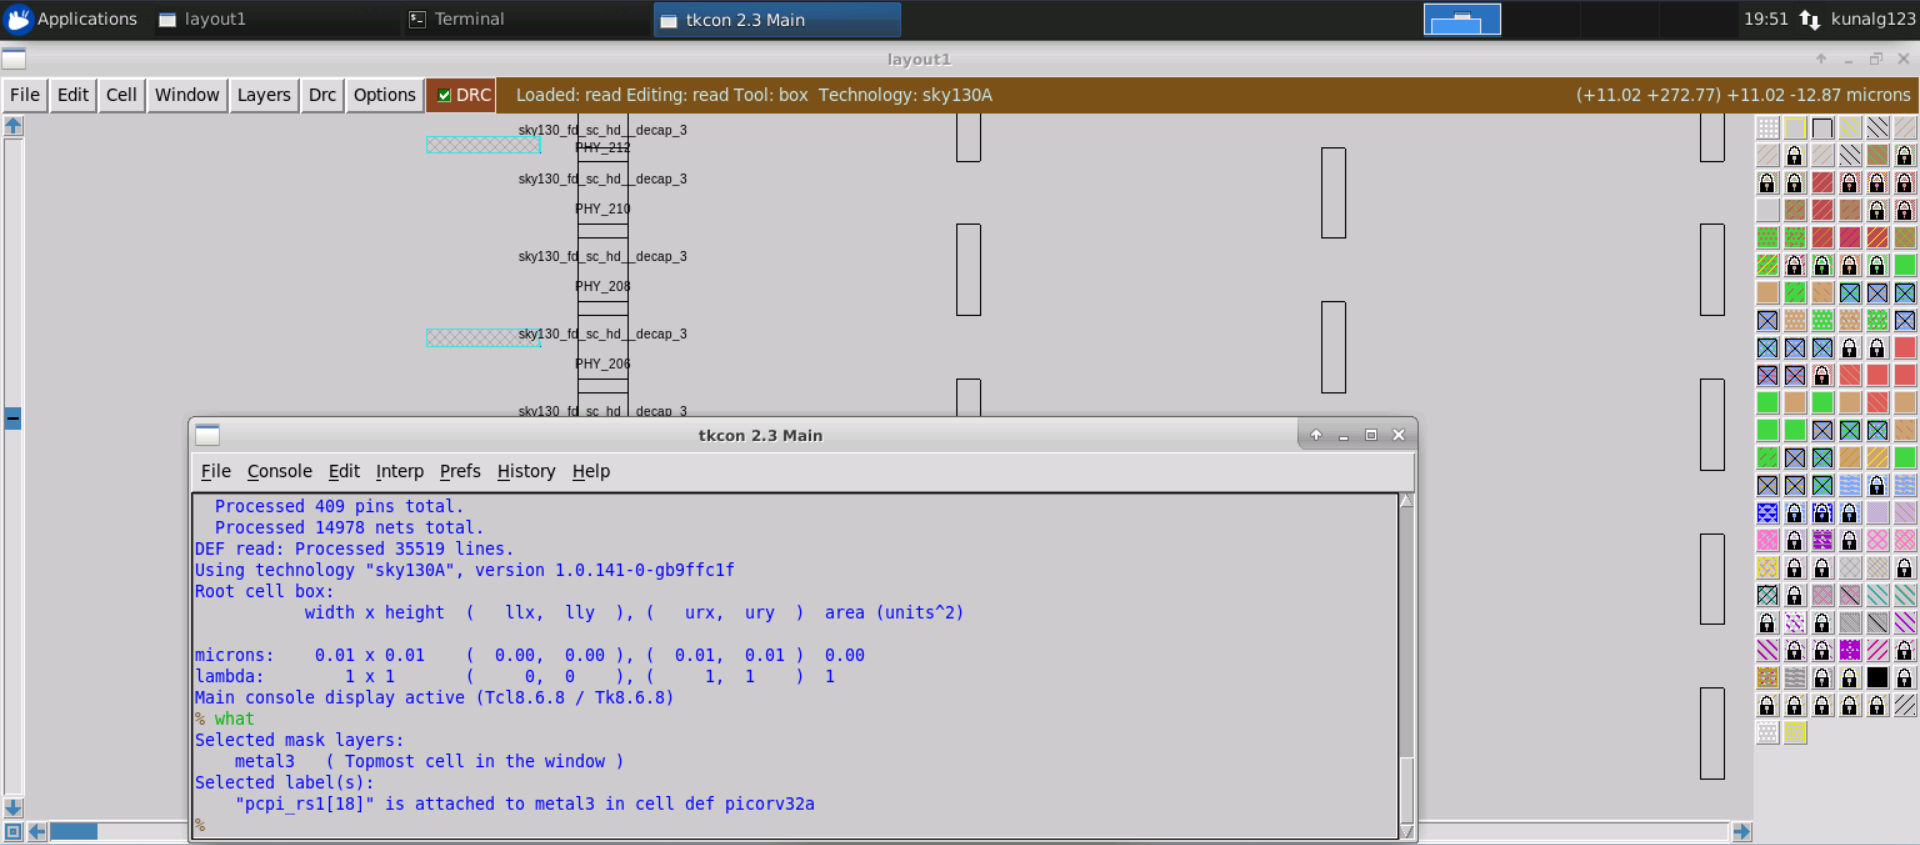 Applications layout1 Terminal tkcon 2.3 Main 19:51 kunalg123
layout1
File Edit Cell Window Layers Drc Options DRC Loaded: read Editing: read Tool: box Technology: sky130A (+11.02 +272.77) +11.02 -12.87 microns
sky130_fd_sc_hd__decap_3
PHY_212
sky130_fd_sc_hd__decap_3
PHY_210
sky130_fd_sc_hd__decap_3
PHY_208
sky130_fd_sc_hd__decap_3
PHY_206
sky130_fd_sc_hd__decap_3
tkcon 2.3 Main
File Console Edit Interp Prefs History Help
Processed 409 pins total.
Processed 14978 nets total.
DEF read: Processed 35519 lines.
Using technology "sky130A", version 1.0.141-0-gb9ffc1f
Root cell box:
width x height ( llx, lly ), ( urx, ury ) area (units^2)
microns: 0.01 x 0.01 ( 0.00, 0.00 ), ( 0.01, 0.01 ) 0.00
lambda: 1 x 1 ( 0, 0 ), ( 1, 1 ) 1
Main console display active (Tcl8.6.8 / Tk8.6.8)
% what
Selected mask layers:
metal3 ( Topmost cell in the window )
Selected label(s):
"pcpi_rs1[18]" is attached to metal3 in cell def picorv32a
%